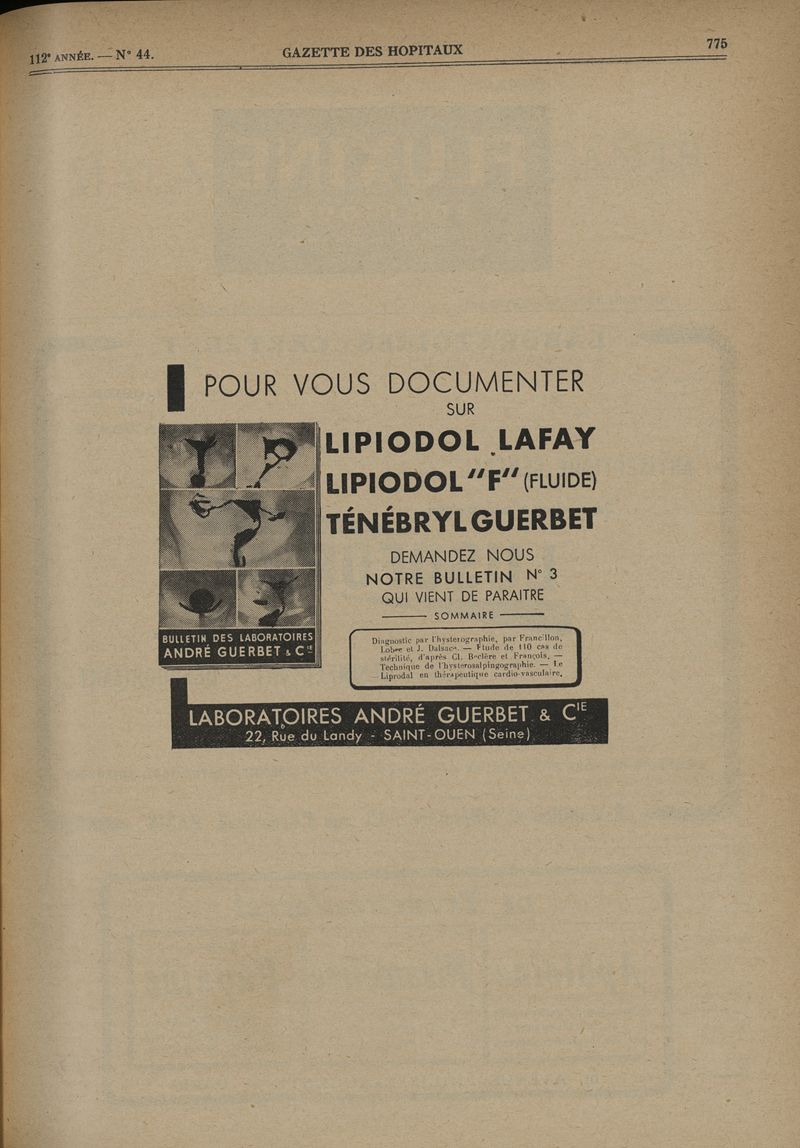 112ᵉ ANNÉE. — N° 44.
GAZETTE DES HOPITAUX
775
POUR VOUS DOCUMENTER
SUR
LIPIODOL LAFAY
LIPIODOL "F" (FLUIDE)
TÉNÉBRYL GUERBET
DEMANDEZ NOUS
NOTRE BULLETIN N° 3
QUI VIENT DE PARAITRE
SOMMAIRE
BULLETIN DES LABORATOIRES
ANDRÉ GUERBET & Cⁱᵉ
Diagnostic par l'hysterographie, par Francillon,
et J. Dalsace. — Etude de 110 cas de
stérilité, d'après Cl. Béclère et François. —
Technique de l'hysterosalpingographie. — Le
Liprodal en thérapeutique cardio-vasculaire.
LABORATOIRES ANDRÉ GUERBET & Cᴵᴱ
22, Rue du Landy - SAINT-OUEN (Seine)